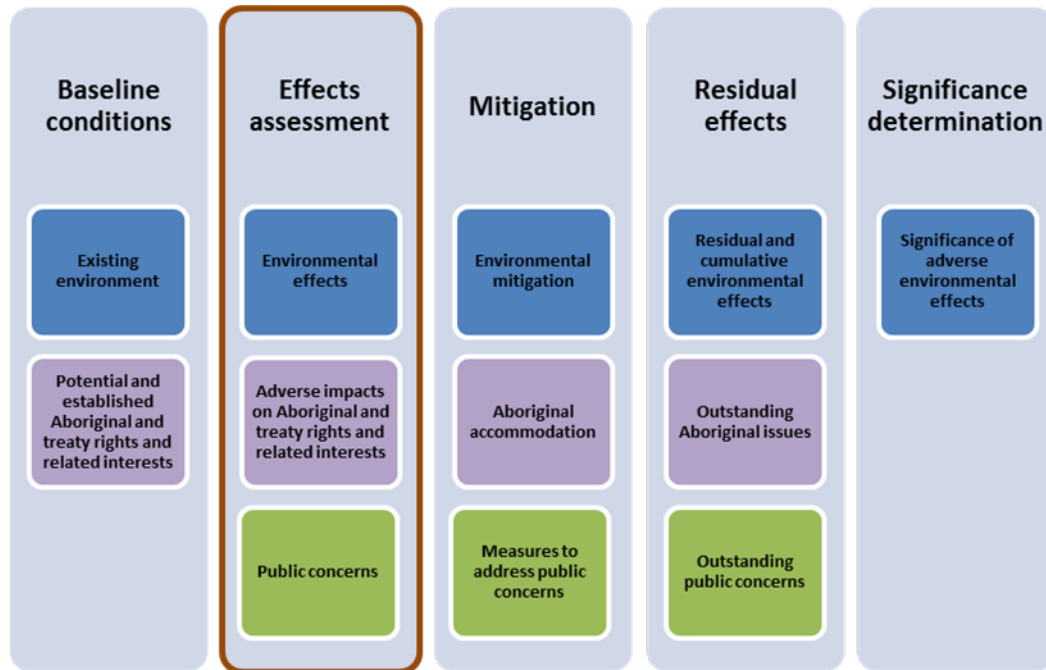 Baseline
conditions
Existing
environment
Potential and
established
Aboriginal and
treaty rights and
related interests
Effects
assessment
Environmental
effects
Adverse impacts
on Aboriginal and
treaty rights and
related interests
Public concerns
Mitigation
Environmental
mitigation
Aboriginal
accommodation
Measures to
address public
concerns
Residual
effects
Residual and
cumulative
environmental
effects
Outstanding
Aboriginal issues
Outstanding
public concerns
Significance
determination
Significance of
adverse
environmental
effects